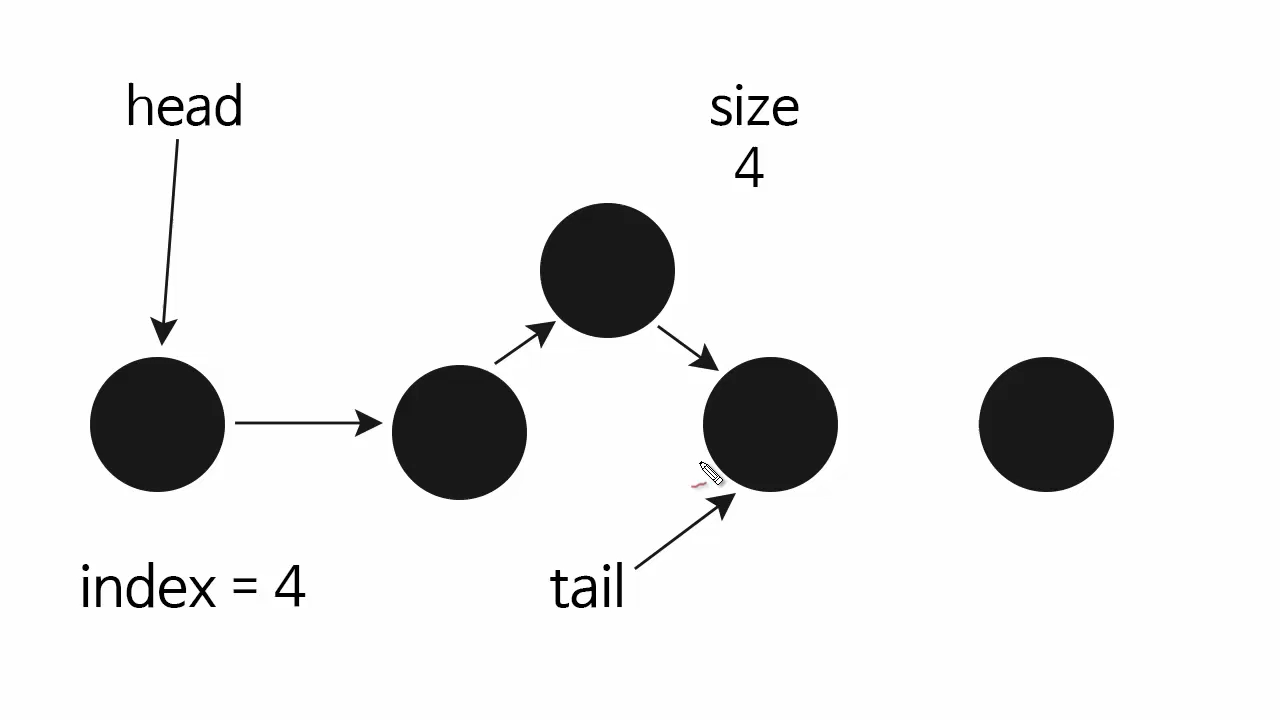 head
size
4
index = 4
tail